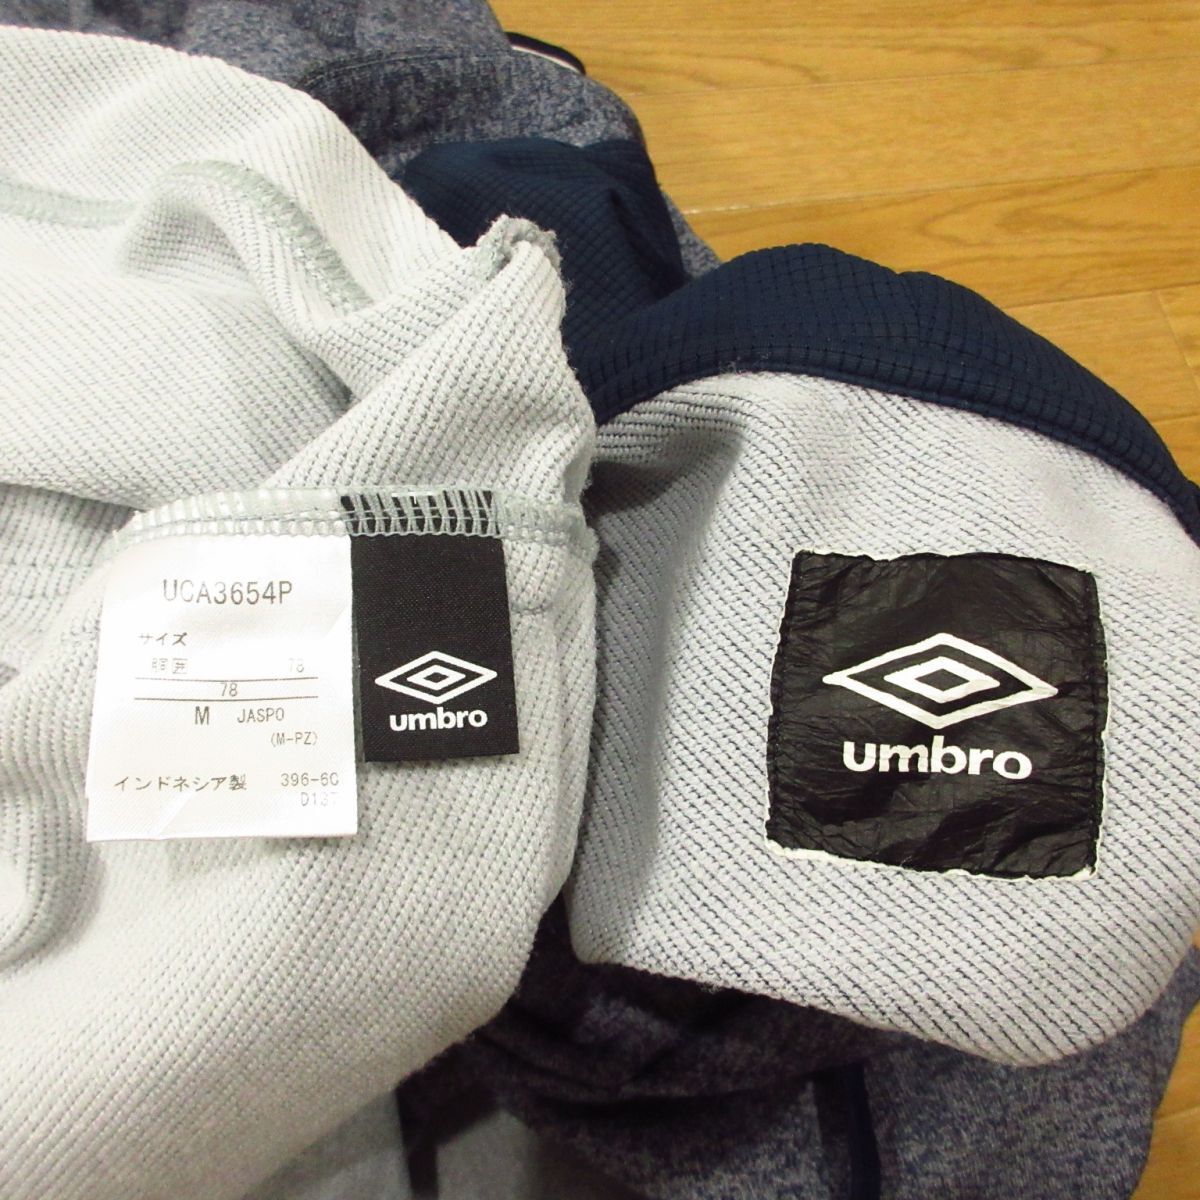 UCA3654P
サイズ
胴囲 78
78
M JASPO
(M-PZ)
インドネシア製 396-60
umbro
umbro